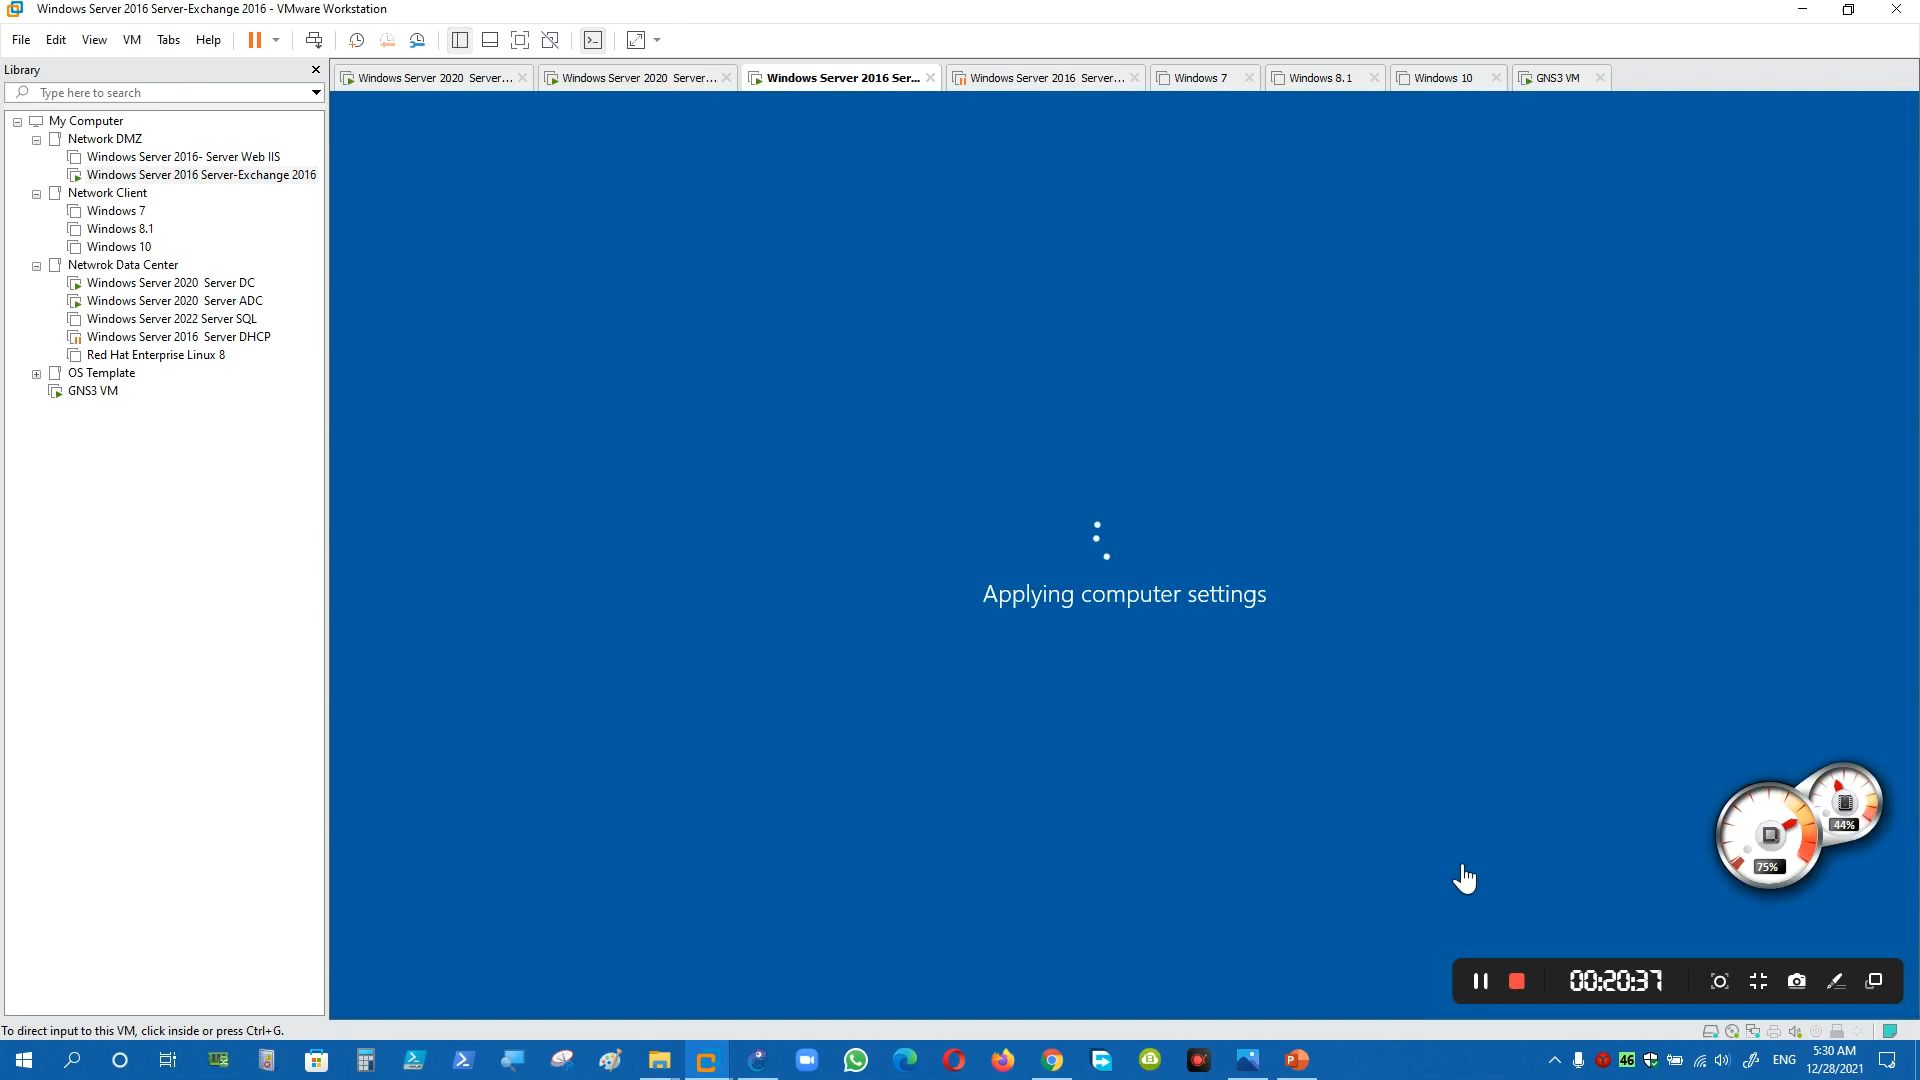 Windows Server 2016 Server-Exchange 2016 - VMware Workstation
File Edit View VM Tabs Help
Library
Type here to search
Windows Server 2020 Server...
Windows Server 2020 Server...
Windows Server 2016 Ser...
Windows Server 2016 Server...
Windows 7
Windows 8.1
Windows 10
GNS3 VM
My Computer
Network DMZ
Windows Server 2016- Server Web IIS
Windows Server 2016 Server-Exchange 2016
Network Client
Windows 7
Windows 8.1
Windows 10
Netwrok Data Center
Windows Server 2020 Server DC
Windows Server 2020 Server ADC
Windows Server 2022 Server SQL
Windows Server 2016 Server DHCP
Red Hat Enterprise Linux 8
OS Template
GNS3 VM
Applying computer settings
44%
75%
00:20:37
To direct input to this VM, click inside or press Ctrl+G.
46
ENG
5:30 AM
12/28/2021